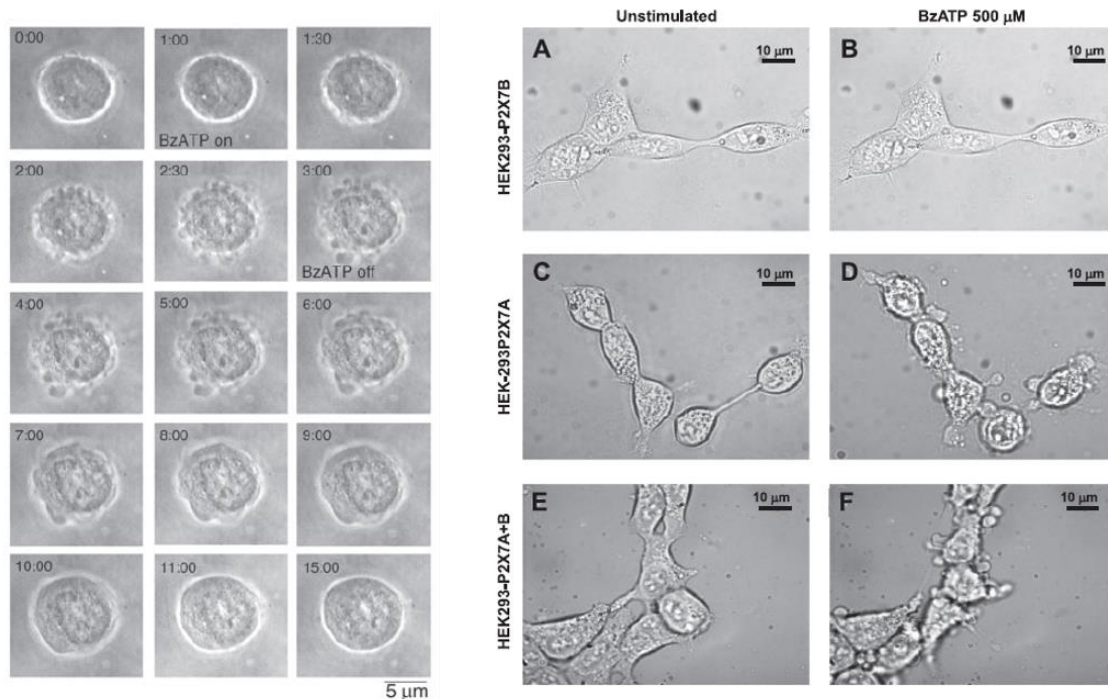 0:00
1:00
BzATP on
1:30
2:00
2:30
3:00
BzATP off
4:00
5:00
6:00
7:00
8:00
9:00
10:00
11:00
15:00
5 µm
Unstimulated
BzATP 500 µM
HEK293-P2X7B
A
10 µm
B
10 µm
HEK-293P2X7A
C
10 µm
D
10 µm
HEK293-P2X7A+B
E
10 µm
F
10 µm